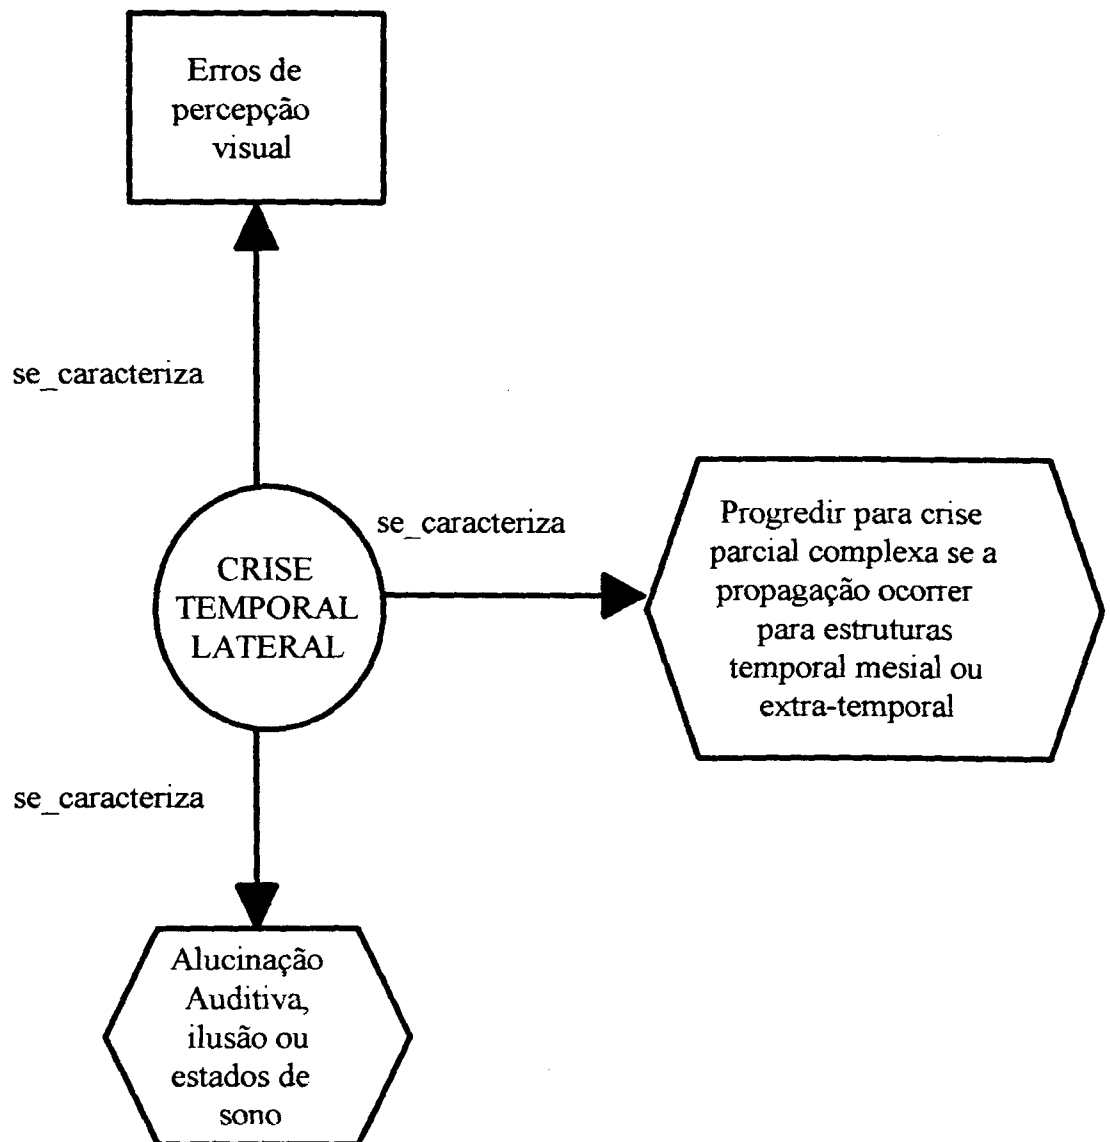 Erros de
percepção
visual
se_caracteriza
se_caracteriza
CRISE
TEMPORAL
LATERAL
Progredir para crise
parcial complexa se a
propagação ocorrer
para estruturas
temporal mesial ou
extra-temporal
se_caracteriza
Alucinação
Auditiva,
ilusão ou
estados de
sono